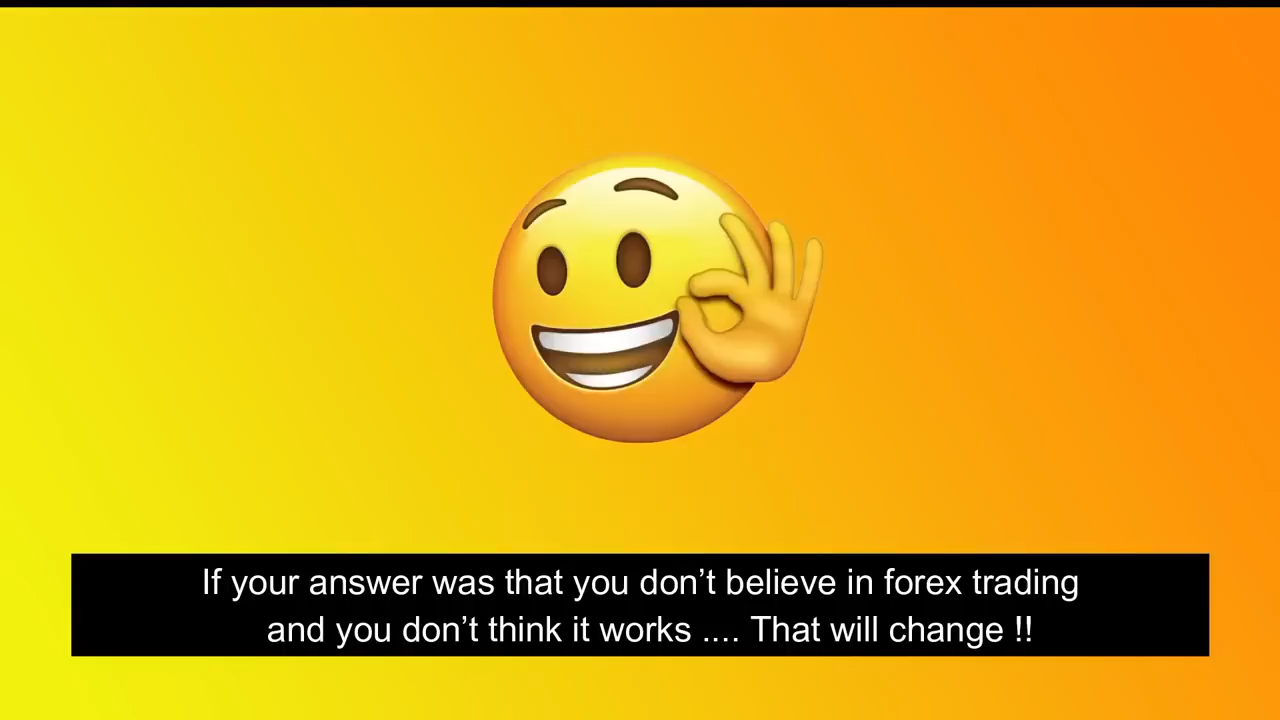 If your answer was that you don’t believe in forex trading
and you don’t think it works .... That will change !!